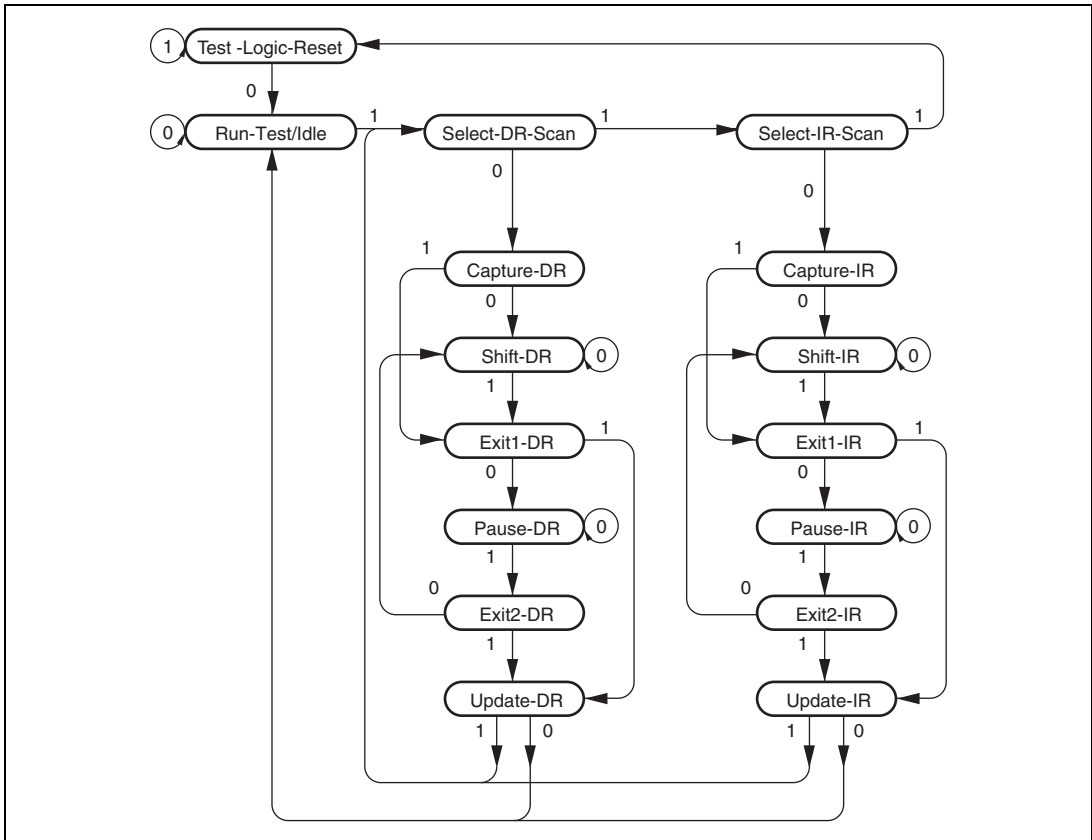 1 Test -Logic-Reset
0
0 Run-Test/Idle 1 Select-DR-Scan 1 Select-IR-Scan 1
0 0
1 1
Capture-DR Capture-IR
0 0
Shift-DR 0 Shift-IR 0
1 1
Exit1-DR 1 Exit1-IR 1
0 0
Pause-DR 0 Pause-IR 0
1 1
0 0
Exit2-DR Exit2-IR
1 1
Update-DR Update-IR
1 0 1 0